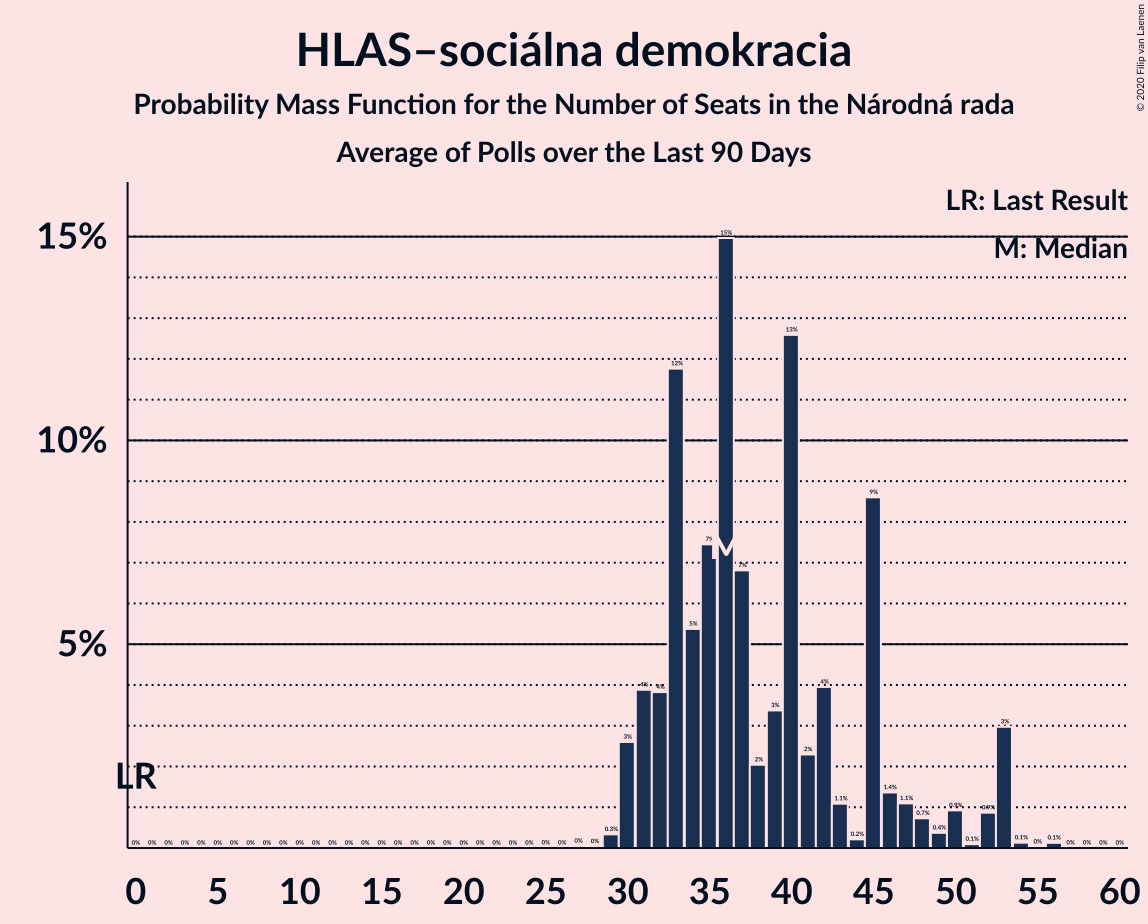 HLAS–sociálna demokracia
Probability Mass Function for the Number of Seats in the Národná rada
Average of Polls over the Last 90 Days
© 2020 Filip van Laenen
LR: Last Result
M: Median
15%
10%
5%
LR
0% 0% 0% 0% 0% 0% 0% 0% 0% 0% 0% 0% 0% 0% 0% 0% 0% 0% 0% 0% 0% 0% 0% 0% 0% 0% 0% 0% 0% 0.3% 3% 4% 4% 12% 5% 7% 15% 7% 2% 3% 13% 2% 4% 1.1% 0.2% 9% 1.4% 1.1% 0.7% 0.4% 0.9% 0.1% 0.9% 3% 0.1% 0% 0.1% 0% 0% 0% 0%
0 5 10 15 20 25 30 35 40 45 50 55 60